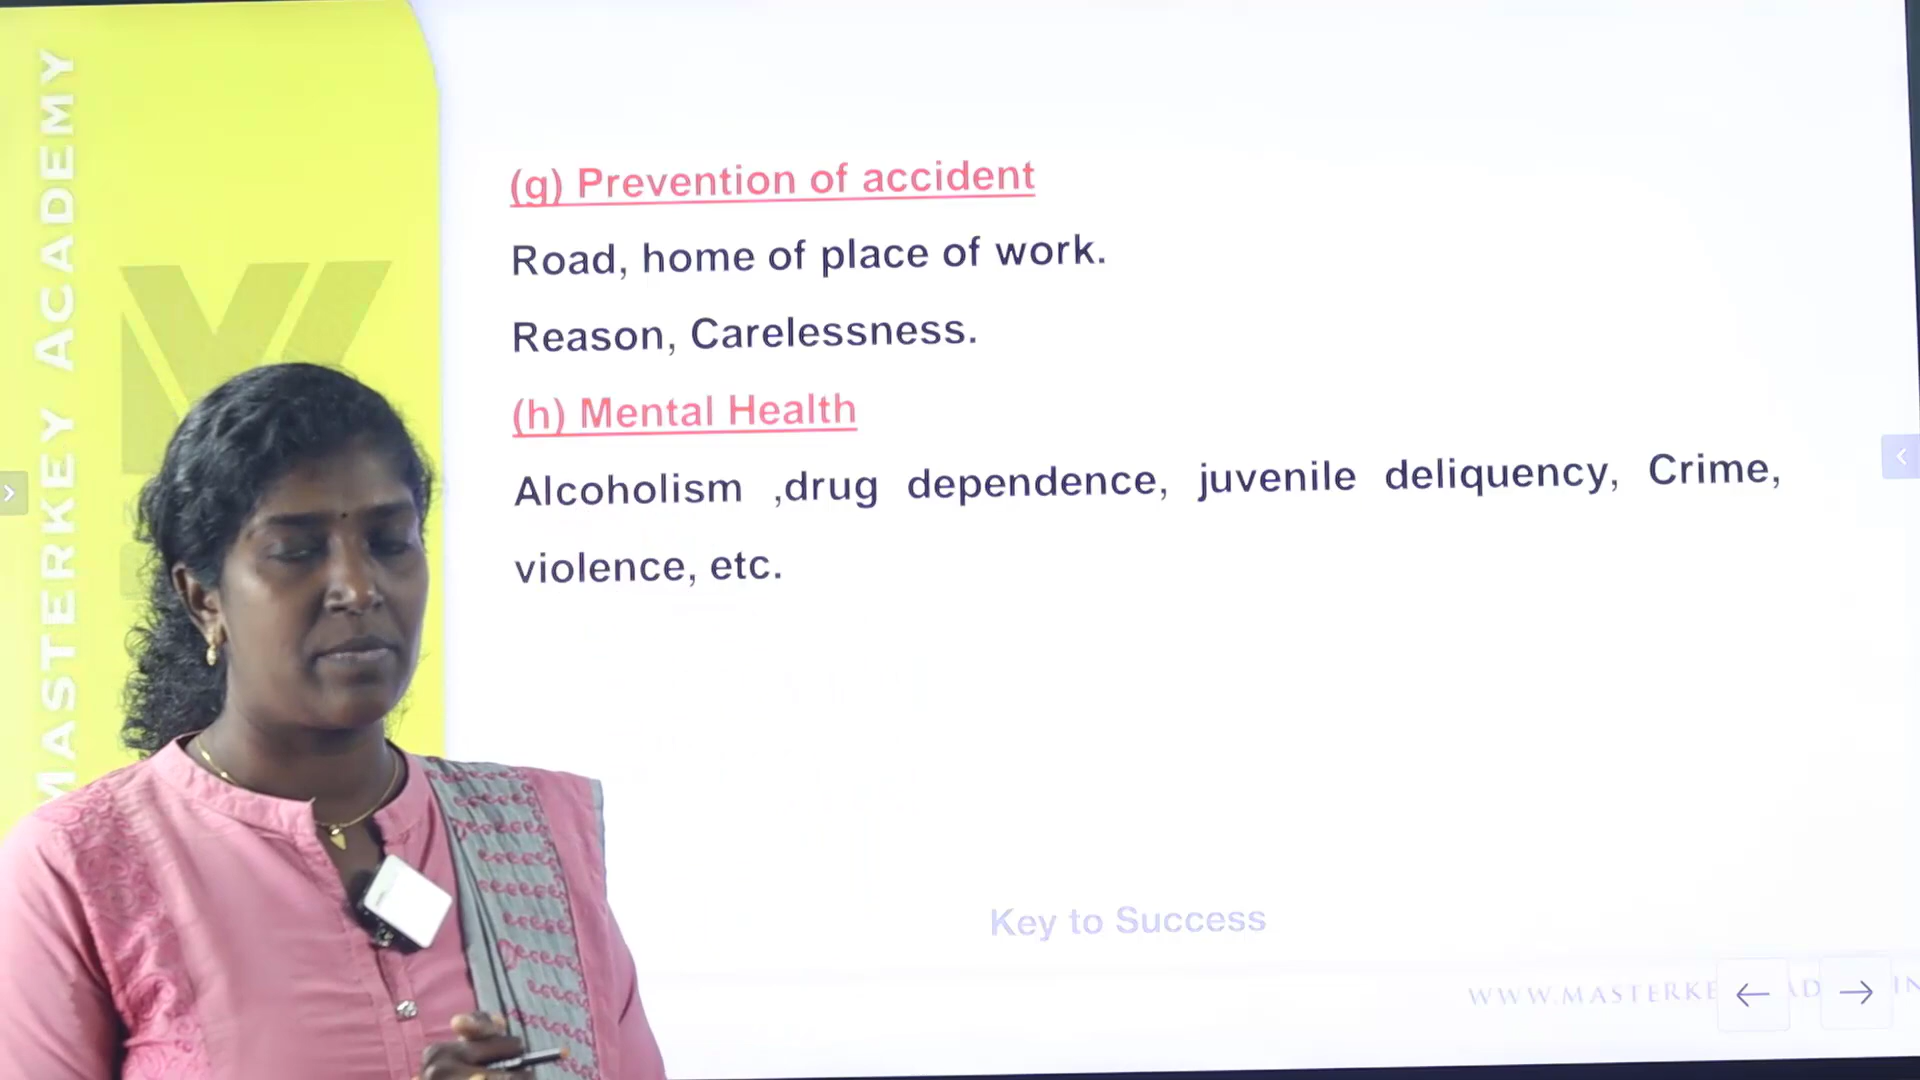 MASTERKEY ACADEMY
(g) Prevention of accident
Road, home of place of work.
Reason, Carelessness.
(h) Mental Health
Alcoholism ,drug dependence, juvenile deliquency, Crime,
violence, etc.
Key to Success